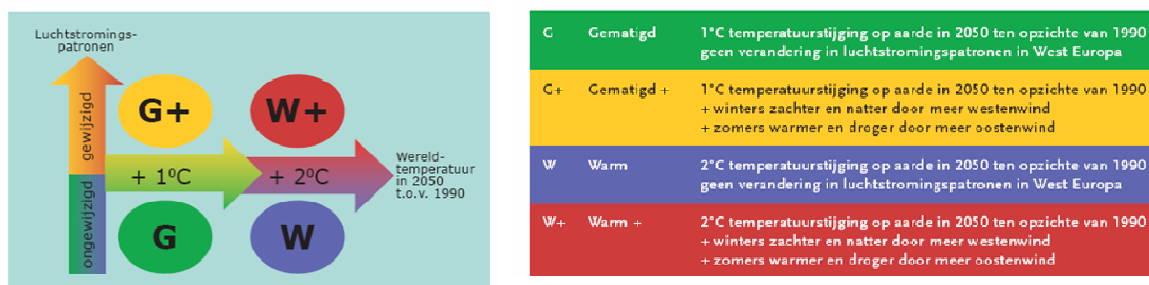 Luchtstromings-
patronen
gewijzigd
ongewijzigd
G+
W+
+ 1⁰C
+ 2⁰C
G
W
Wereld-
temperatuur
in 2050
t.o.v. 1990
G Gematigd 1°C temperatuurstijging op aarde in 2050 ten opzichte van 1990
geen verandering in luchtstromingspatronen in West Europa
G+ Gematigd + 1°C temperatuurstijging op aarde in 2050 ten opzichte van 1990
+ winters zachter en natter door meer westenwind
+ zomers warmer en droger door meer oostenwind
W Warm 2°C temperatuurstijging op aarde in 2050 ten opzichte van 1990
geen verandering in luchtstromingspatronen in West Europa
W+ Warm + 2°C temperatuurstijging op aarde in 2050 ten opzichte van 1990
+ winters zachter en natter door meer westenwind
+ zomers warmer en droger door meer oostenwind